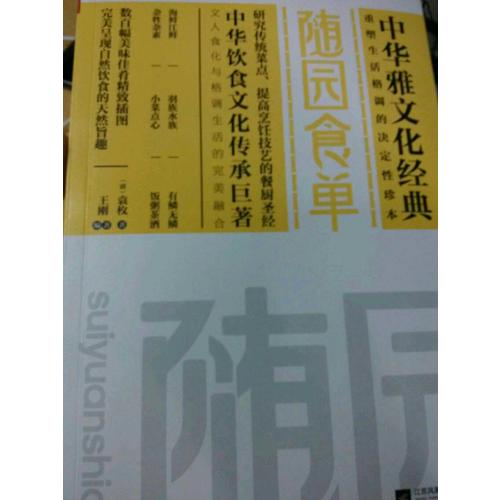 中华雅文化经典
重塑生活格调的决定性珍本
随园食单
研究传统菜点、提高烹饪技艺的餐厨圣经
中华饮食文化传承巨著
文人食化与格调生活的完美融合
海鲜江鲜 — 羽族水族 — 有鳞无鳞
杂牲杂素 — 小菜点心 — 饭粥茶酒
数百幅美味佳肴精致插图
完美呈现自然饮食的天然旨趣
(清) 袁枚 著
王刚 编著
suiyuanshid
随园